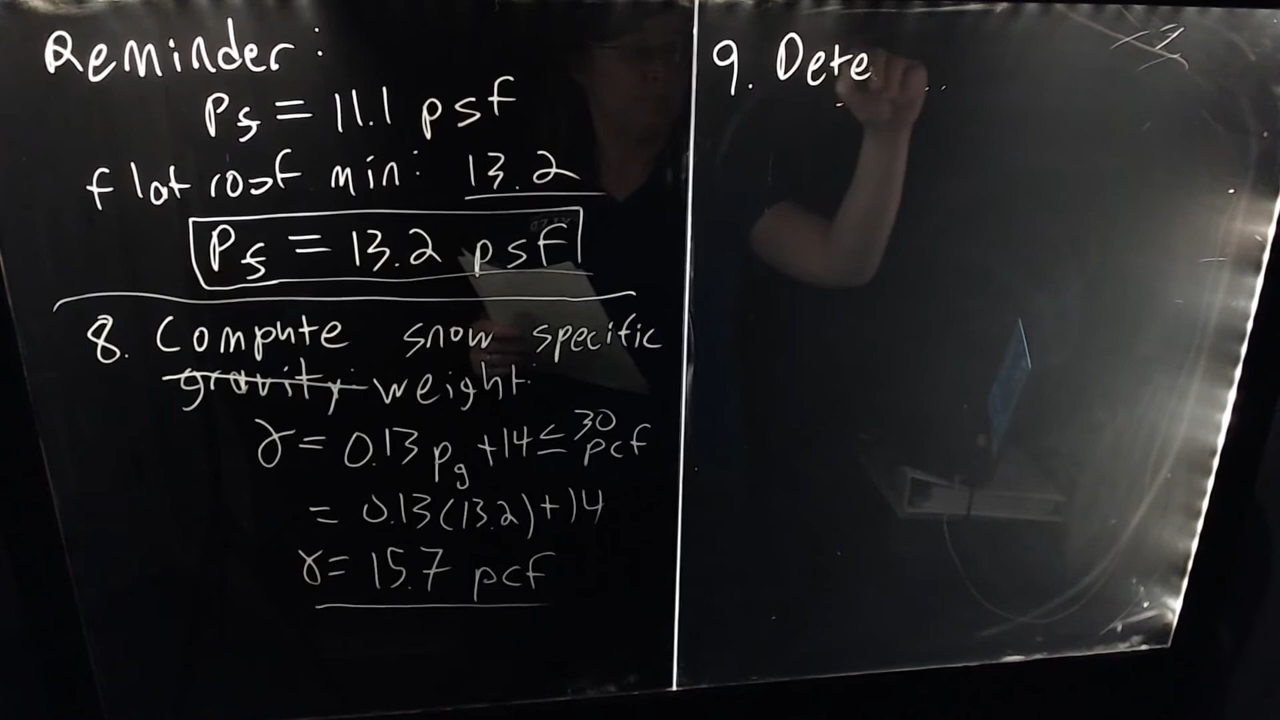 Reminder:
Ps = 11.1 psf
flat roof min: 13.2
Ps = 13.2 psf
8. Compute snow specific
gravity weight:
γ = 0.13 pg + 14 ≤ 30 pcf
= 0.13(13.2) + 14
γ = 15.7 pcf
9. Dete